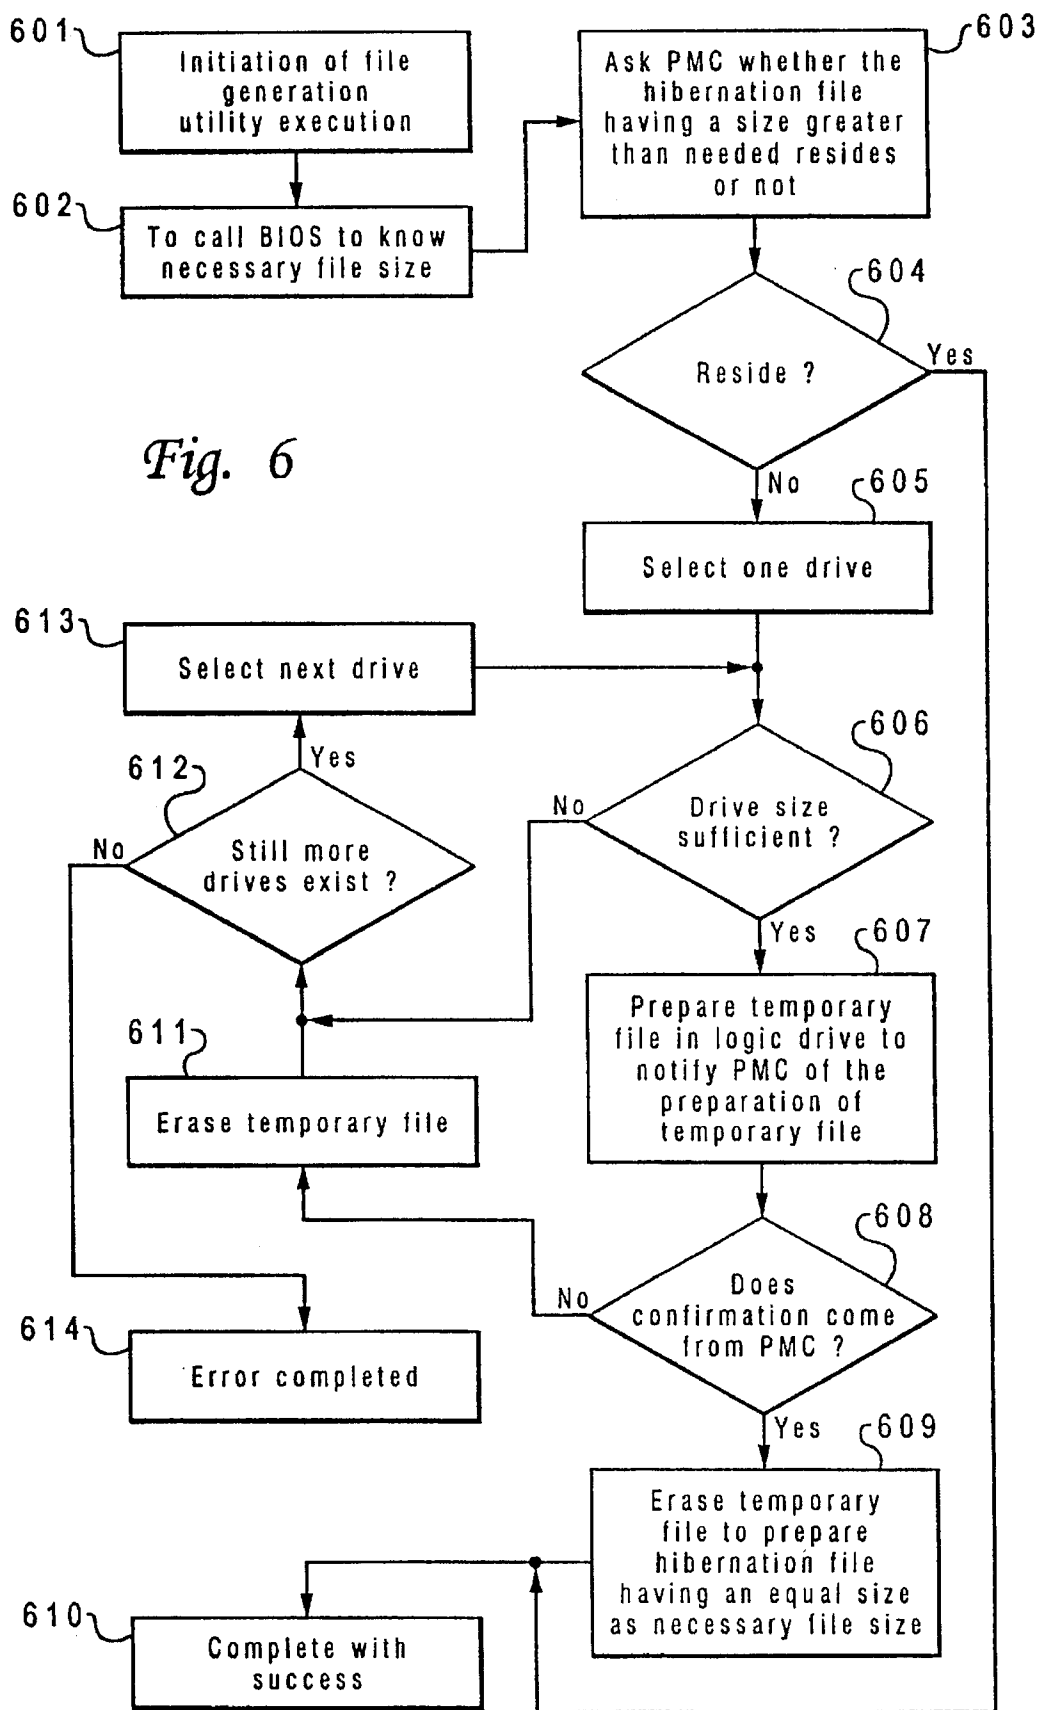 601
Initiation of file
generation
utility execution
602
To call BIOS to know
necessary file size
603
Ask PMC whether the
hibernation file
having a size greater
than needed resides
or not
604
Reside ?
Yes
No
Fig. 6
605
Select one drive
613
Select next drive
606
Drive size
sufficient ?
No
Yes
612
Yes
Still more
drives exist ?
No
607
Prepare temporary
file in logic drive to
notify PMC of the
preparation of
temporary file
611
Erase temporary file
608
Does
confirmation come
from PMC ?
No
Yes
614
Error completed
609
Erase temporary
file to prepare
hibernation file
having an equal size
as necessary file size
610
Complete with
success